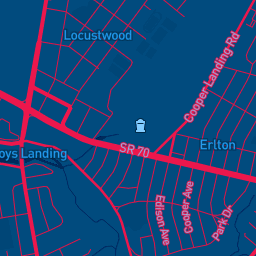 Locustwood
Cooper Landing Rd
Erlton
oys Landing
SR 70
Edison Ave
Cooper Ave
Park Dr